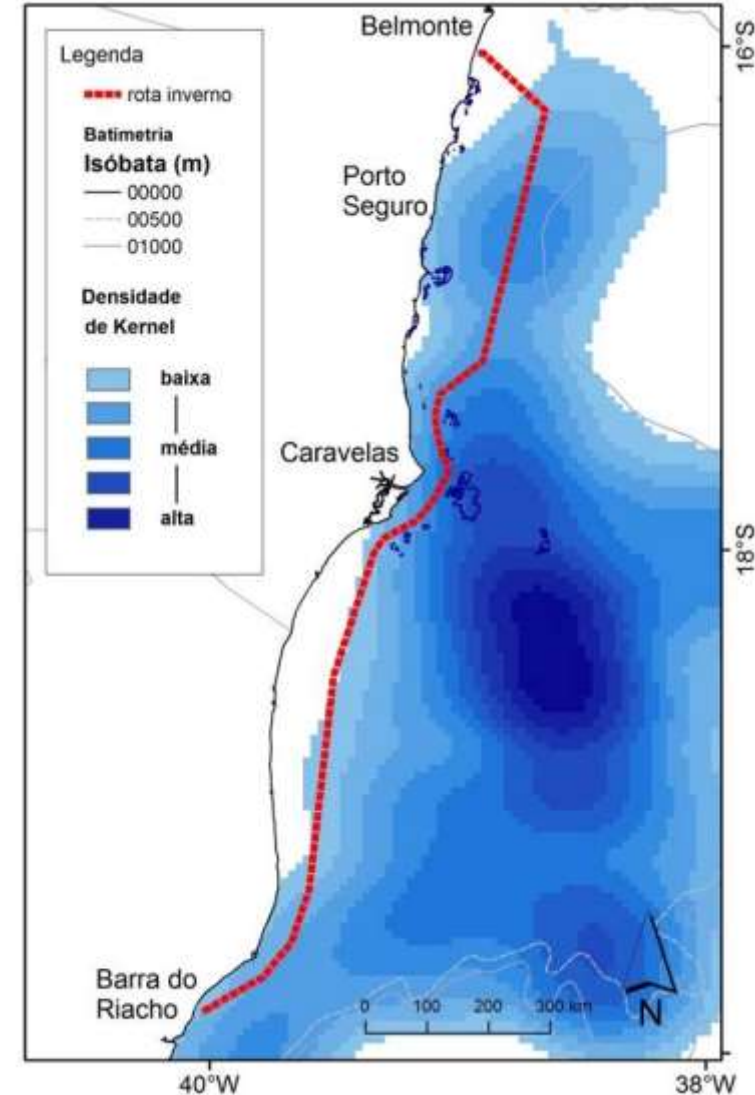 Belmonte
Legenda
rota inverno
Batimetria
Isóbata (m)
00000
00500
01000
Densidade
de Kernel
baixa
média
alta
Porto
Seguro
Caravelas
Barra do
Riacho
0 100 200 300 km
N
16°S
18°S
40°W
38°W